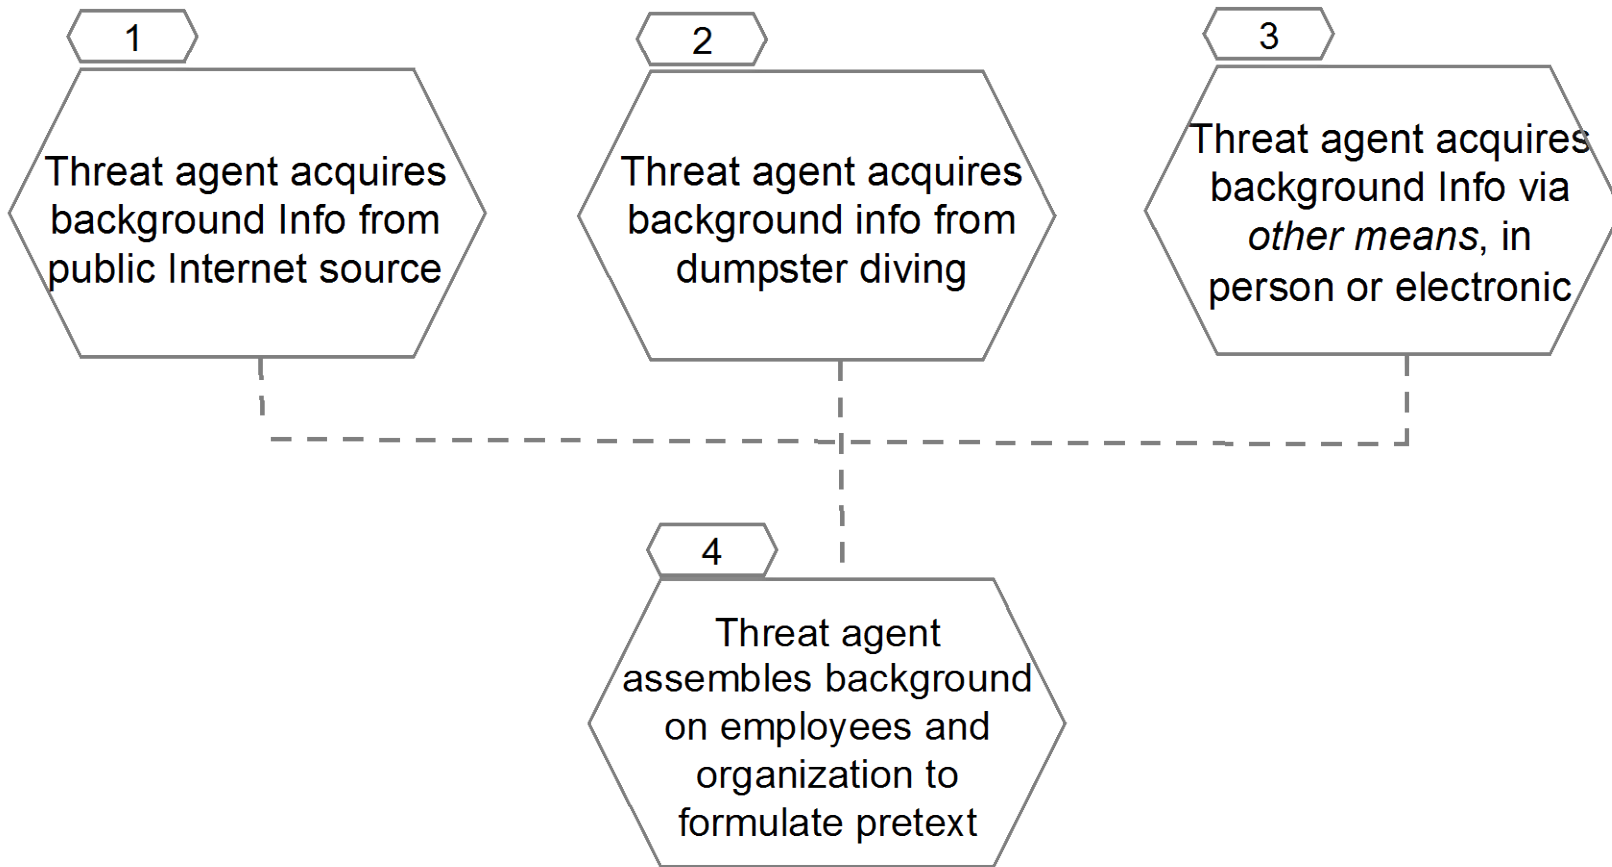 1
Threat agent acquires
background Info from
public Internet source
2
Threat agent acquires
background info from
dumpster diving
3
Threat agent acquires
background Info via
other means, in
person or electronic
4
Threat agent
assembles background
on employees and
organization to
formulate pretext